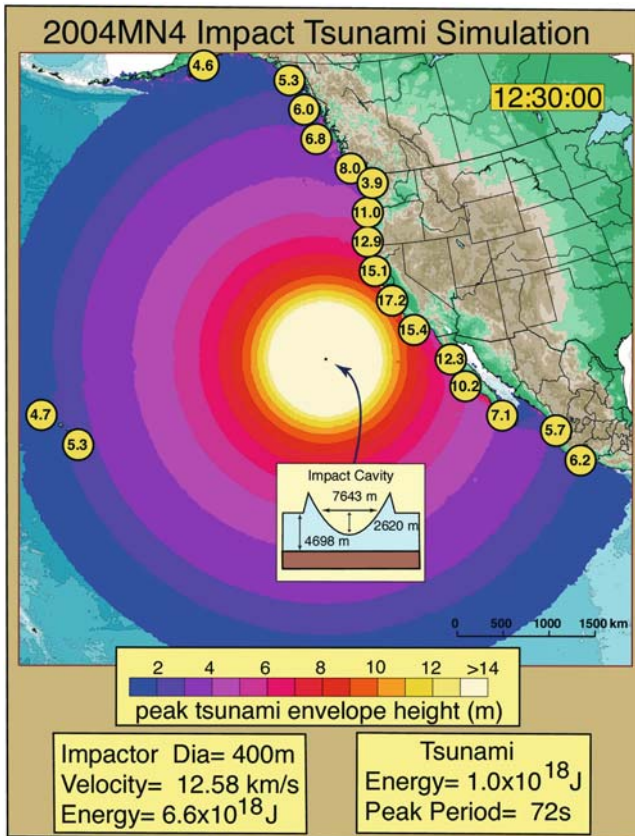 2004MN4 Impact Tsunami Simulation
12:30:00
4.6
5.3
6.0
6.8
8.0
3.9
11.0
12.9
15.1
17.2
15.4
12.3
10.2
7.1
5.7
6.2
4.7
5.3
Impact Cavity
7643 m
2620 m
4698 m
0 500 1000 1500 km
2 4 6 8 10 12 >14
peak tsunami envelope height (m)
Impactor Dia= 400m
Velocity= 12.58 km/s
Energy= 6.6x10¹⁸J
Tsunami
Energy= 1.0x10¹⁸J
Peak Period= 72s